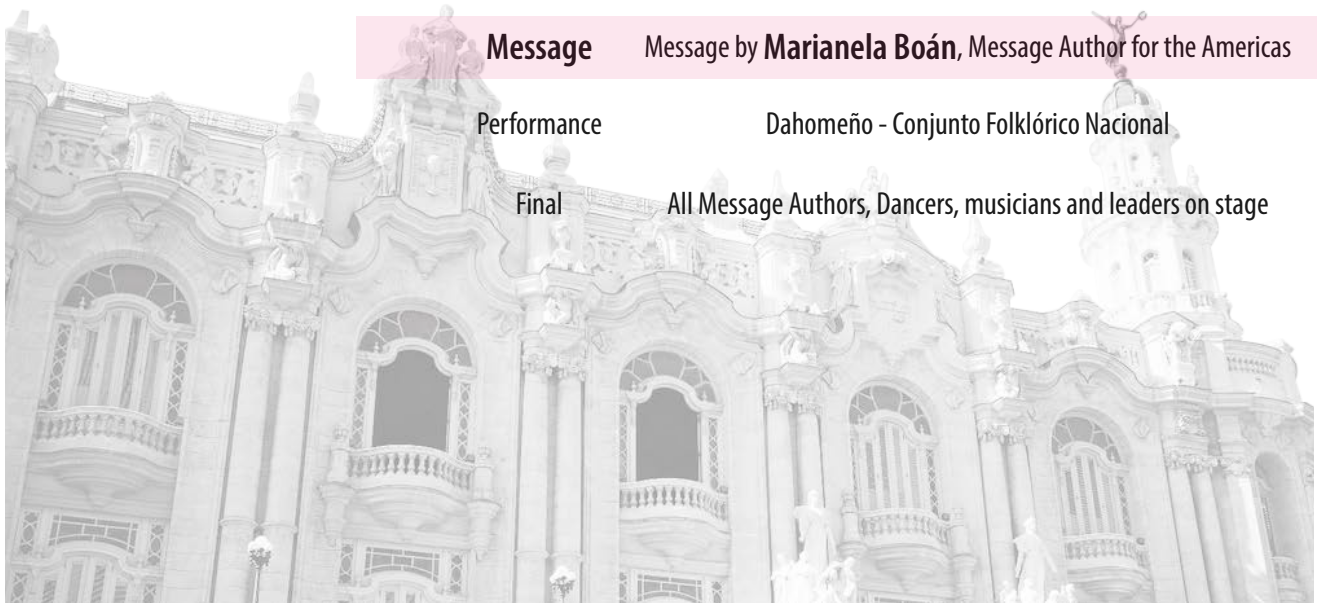 Message Message by Marianela Boán, Message Author for the Americas
Performance Dahomeño - Conjunto Folklórico Nacional
Final All Message Authors, Dancers, musicians and leaders on stage